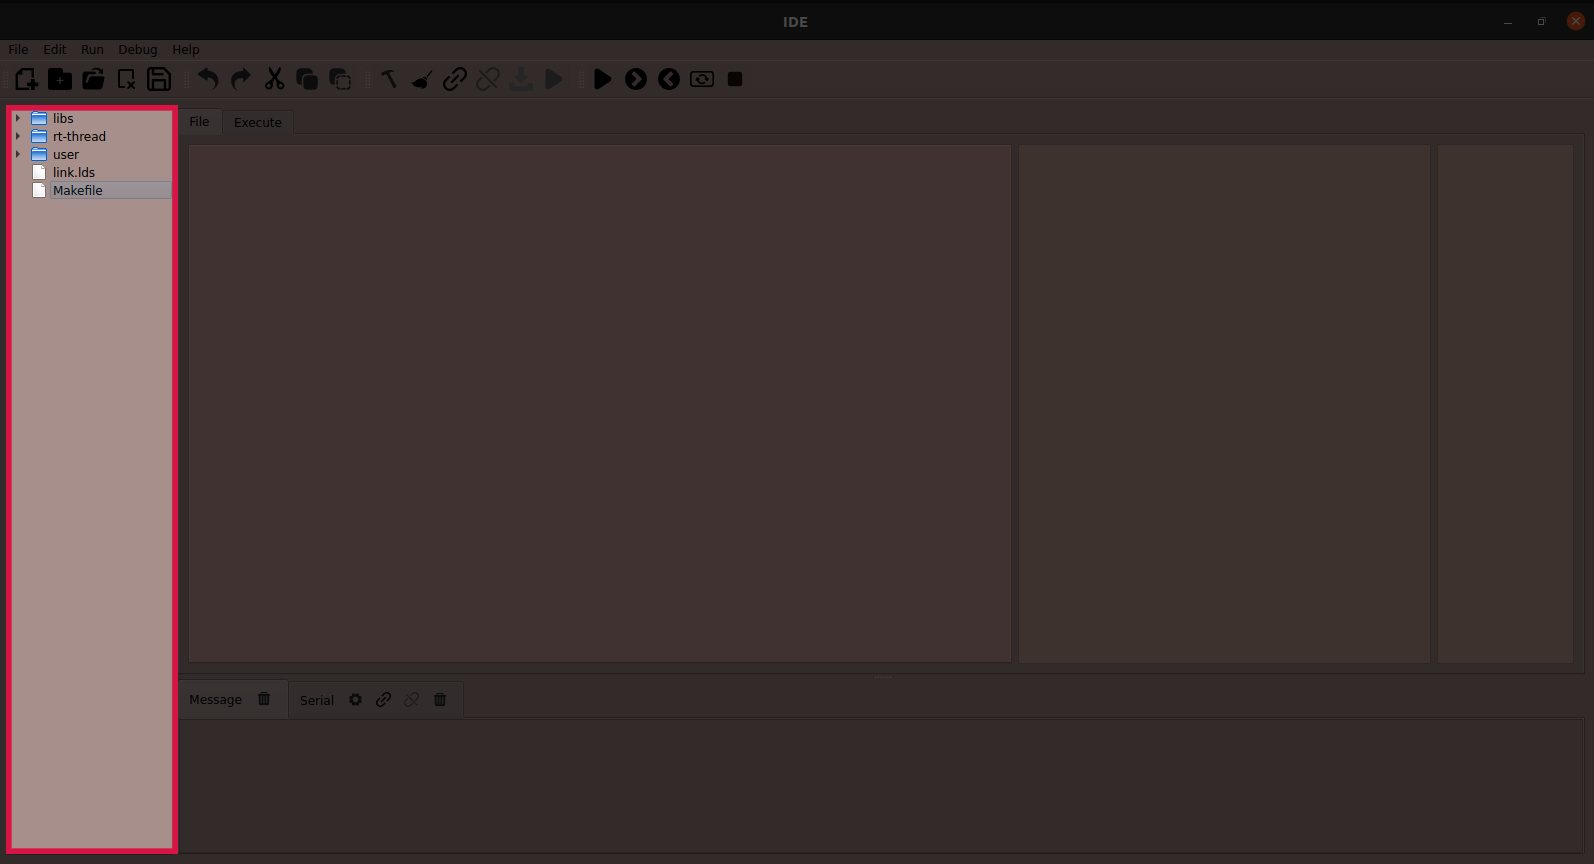 IDE
File Edit Run Debug Help
libs
rt-thread
user
link.lds
Makefile
File Execute
Message Serial